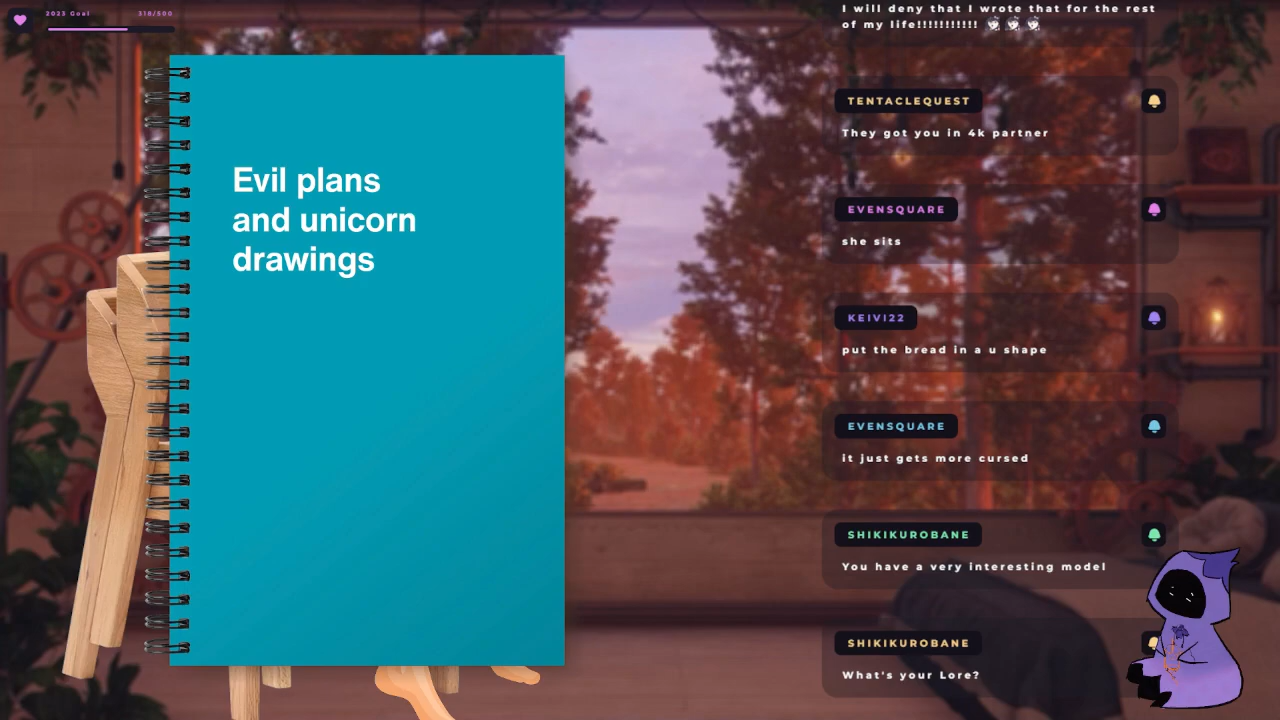 2023 Goal
318/500
Evil plans
and unicorn
drawings
I will deny that I wrote that for the rest
of my life!!!!!!!!!!!
TENTACLEQUEST
They got you in 4k partner
EVENSQUARE
she sits
KEIVI22
put the bread in a u shape
EVENSQUARE
it just gets more cursed
SHIKIKUROBANE
You have a very interesting model
SHIKIKUROBANE
What's your Lore?